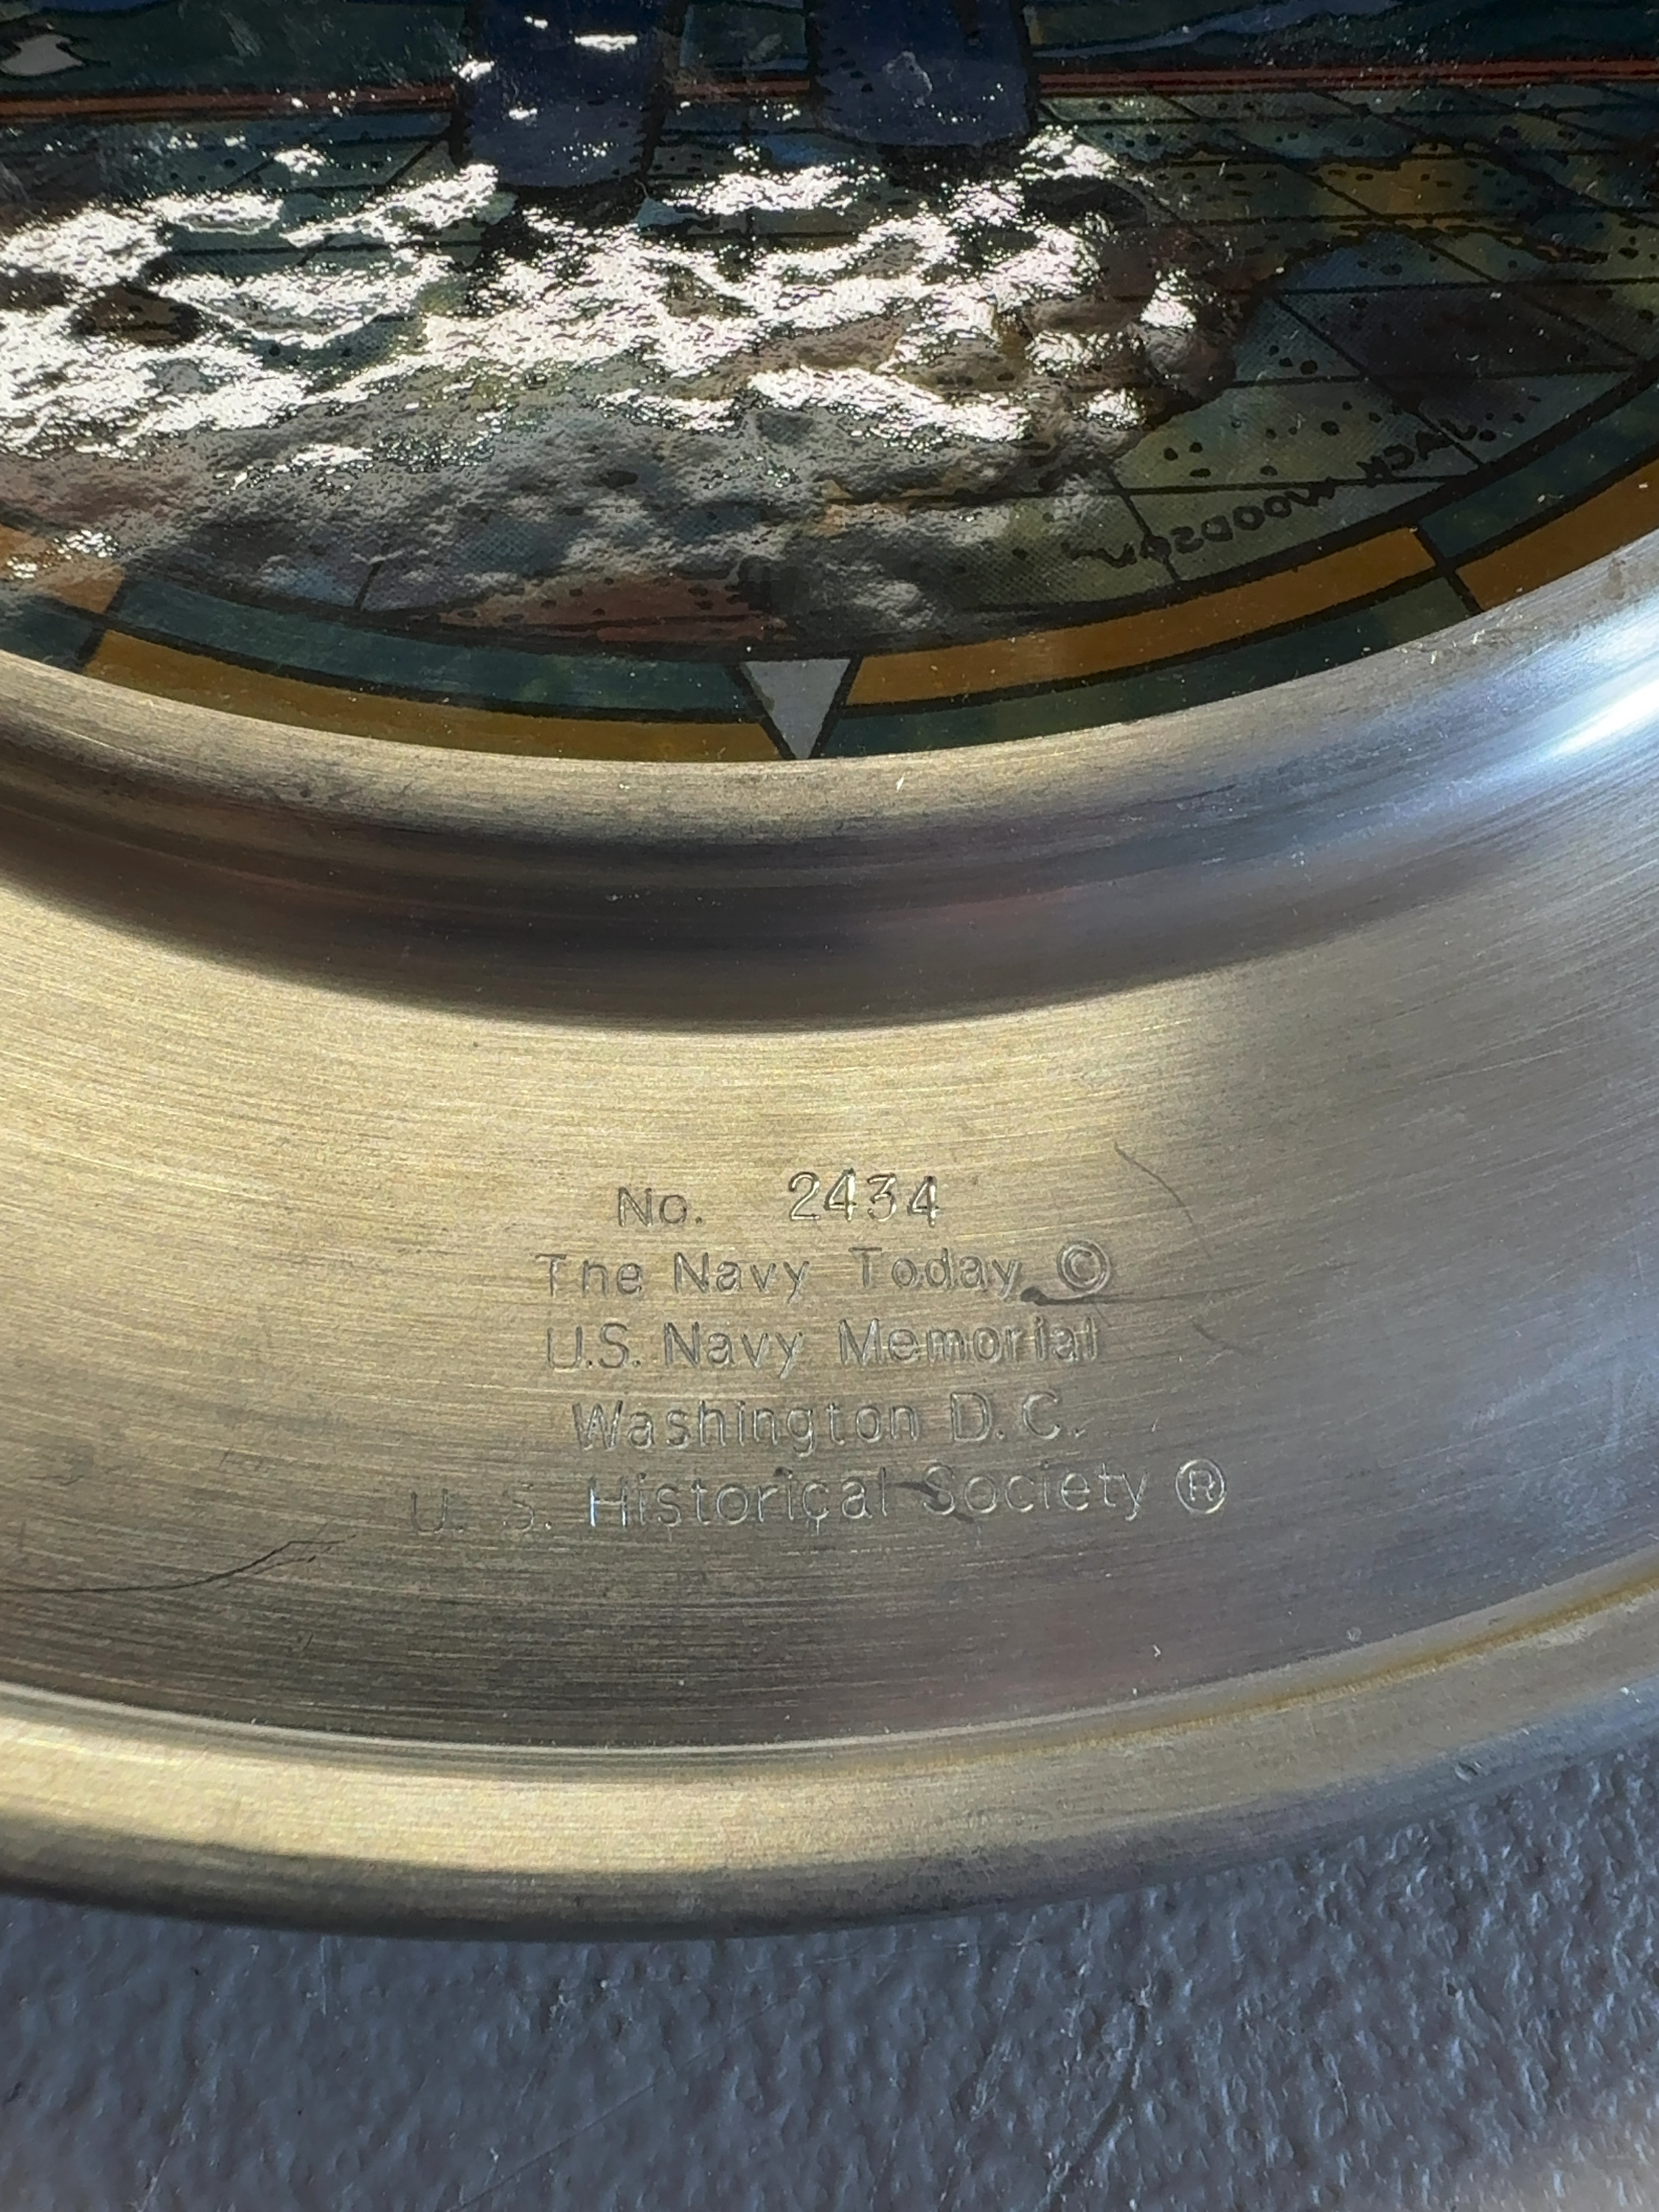 No. 2434
The Navy Today ©
U.S. Navy Memorial
Washington D.C.
U. S. Historical Society ®
JACK WOODSON